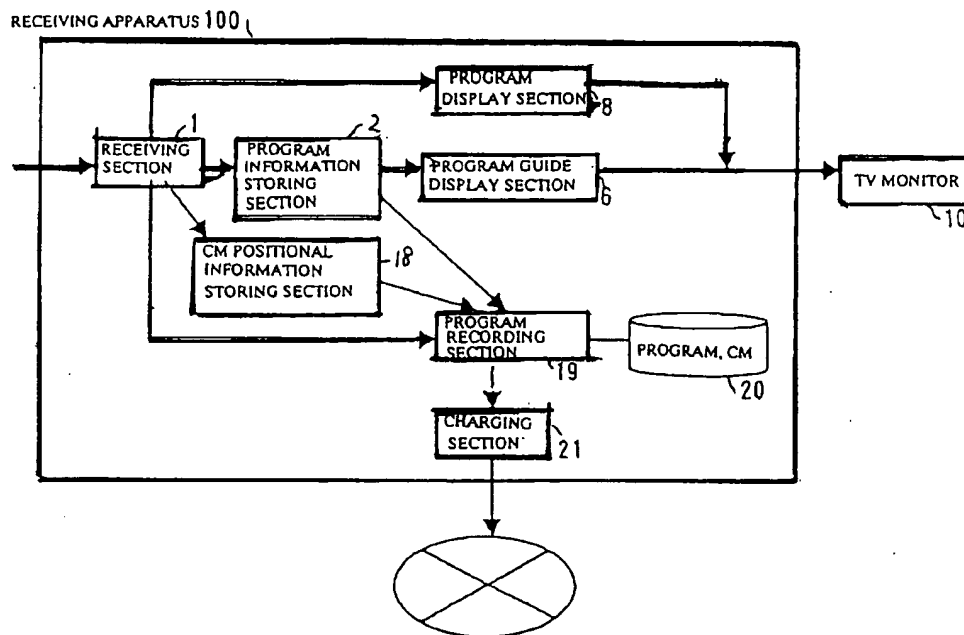 RECEIVING APPARATUS 100
PROGRAM
DISPLAY SECTION
8
1
RECEIVING
SECTION
2
PROGRAM
INFORMATION
STORING
SECTION
PROGRAM GUIDE
DISPLAY SECTION
6
TV MONITOR
10
CM POSITIONAL
INFORMATION
STORING SECTION
18
PROGRAM
RECORDING
SECTION
19
PROGRAM, CM
20
CHARGING
SECTION
21